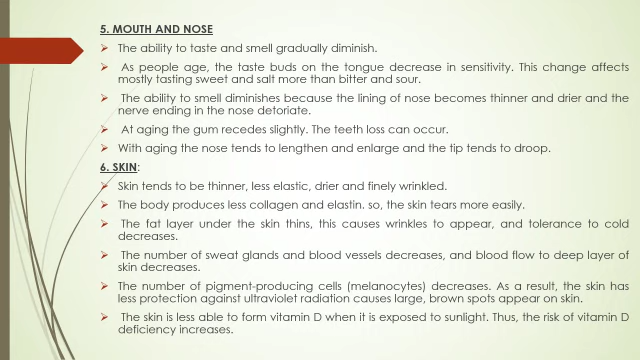 5. MOUTH AND NOSE
The ability to taste and smell gradually diminish.
As people age, the taste buds on the tongue decrease in sensitivity. This change affects
mostly tasting sweet and salt more than bitter and sour.
The ability to smell diminishes because the lining of nose becomes thinner and drier and the
nerve ending in the nose detoriate.
At aging the gum recedes slightly. The teeth loss can occur.
With aging the nose tends to lengthen and enlarge and the tip tends to droop.
6. SKIN:
Skin tends to be thinner, less elastic, drier and finely wrinkled.
The body produces less collagen and elastin. so, the skin tears more easily.
The fat layer under the skin thins, this causes wrinkles to appear, and tolerance to cold
decreases.
The number of sweat glands and blood vessels decreases, and blood flow to deep layer of
skin decreases.
The number of pigment-producing cells (melanocytes) decreases. As a result, the skin has
less protection against ultraviolet radiation causes large, brown spots appear on skin.
The skin is less able to form vitamin D when it is exposed to sunlight. Thus, the risk of vitamin D
deficiency increases.